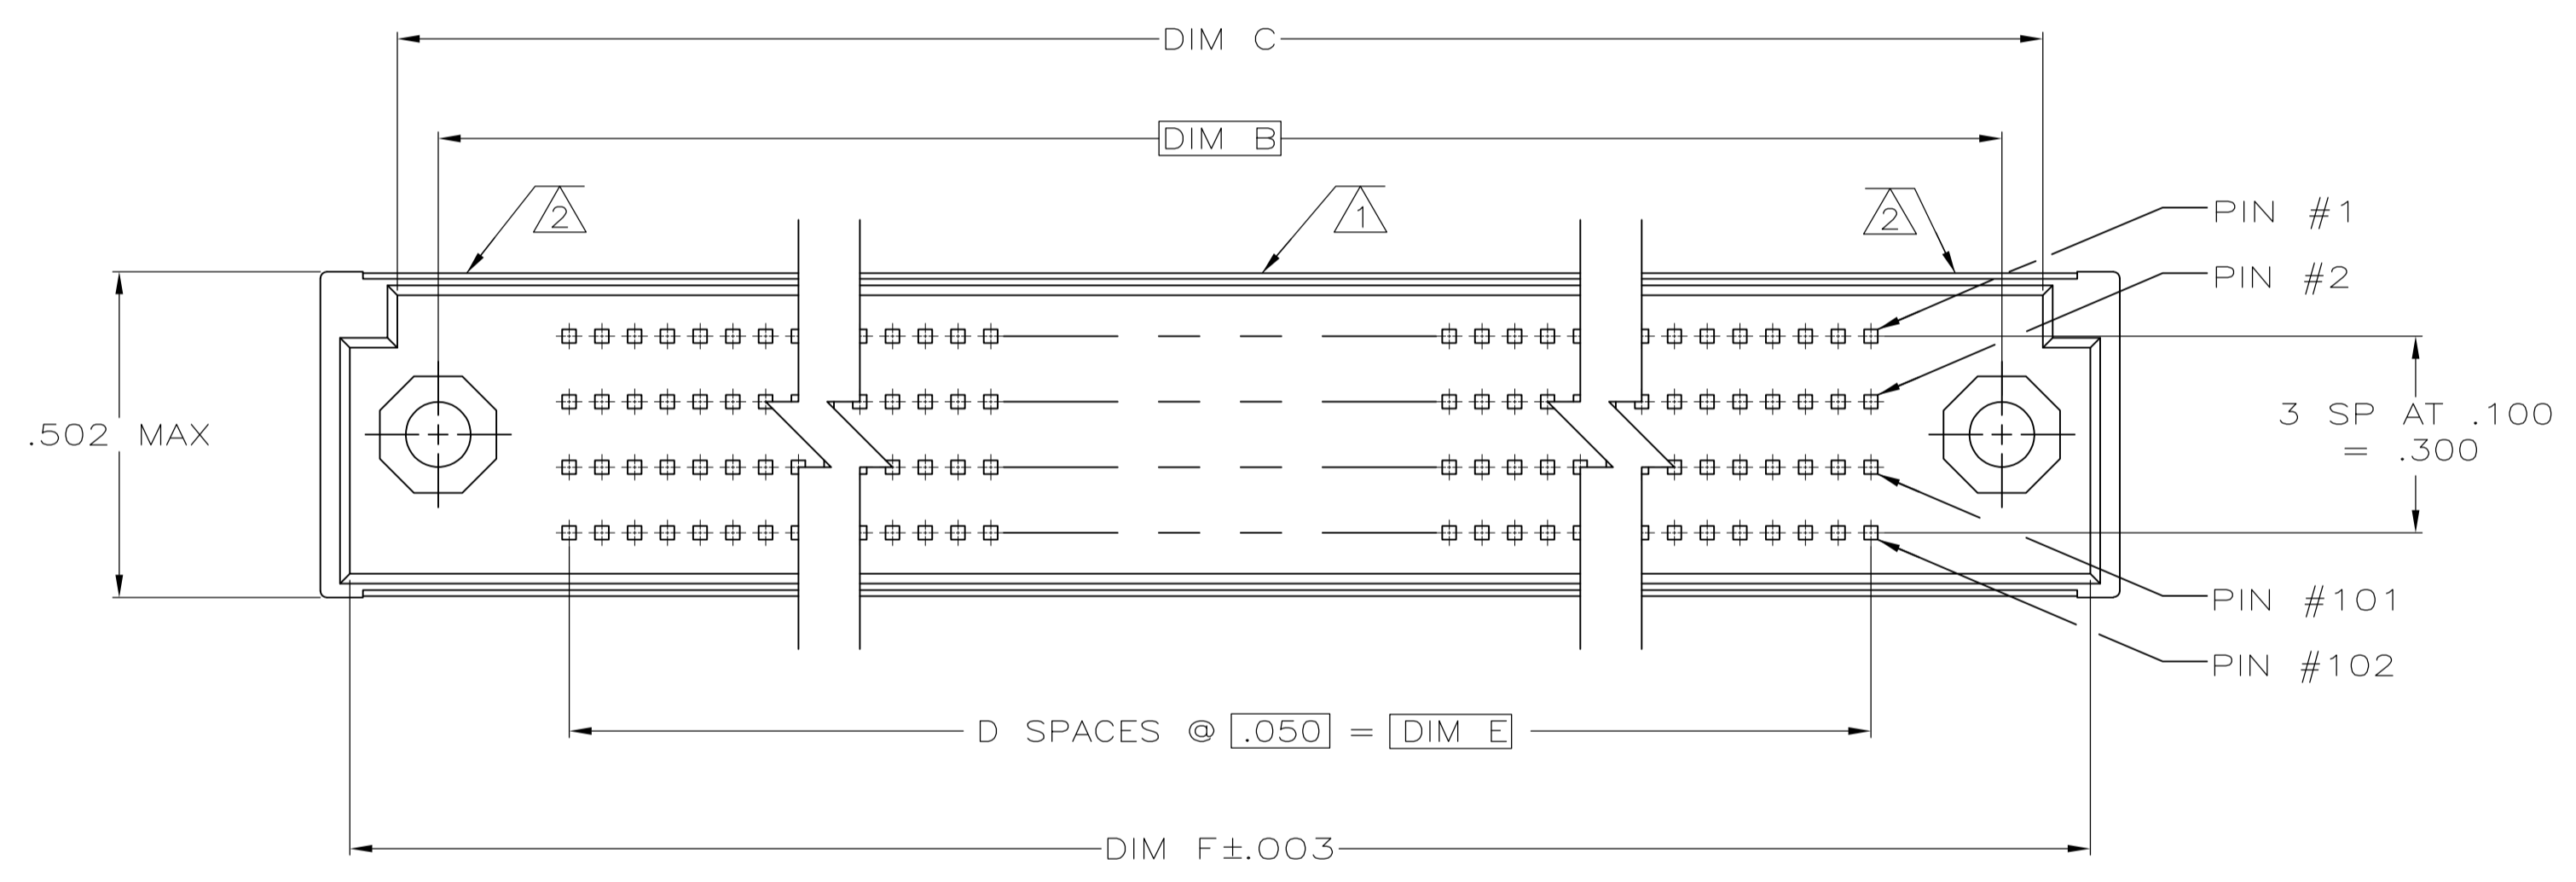 DIM C
DIM B
2
1
2
PIN #1
PIN #2
.502 MAX
3 SP AT .100
= .300
PIN #101
PIN #102
D SPACES @ .050 = DIM E
DIM F±.003